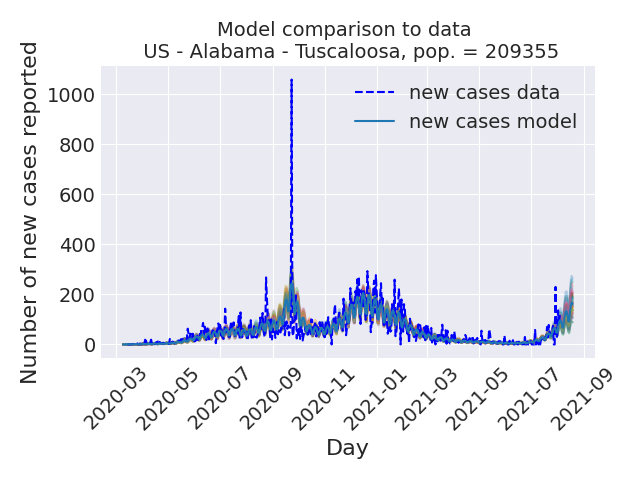 Model comparison to data
US - Alabama - Tuscaloosa, pop. = 209355
Number of new cases reported
1000
800
600
400
200
0
new cases data
new cases model
2020-03
2020-05
2020-07
2020-09
2020-11
2021-01
2021-03
2021-05
2021-07
2021-09
Day